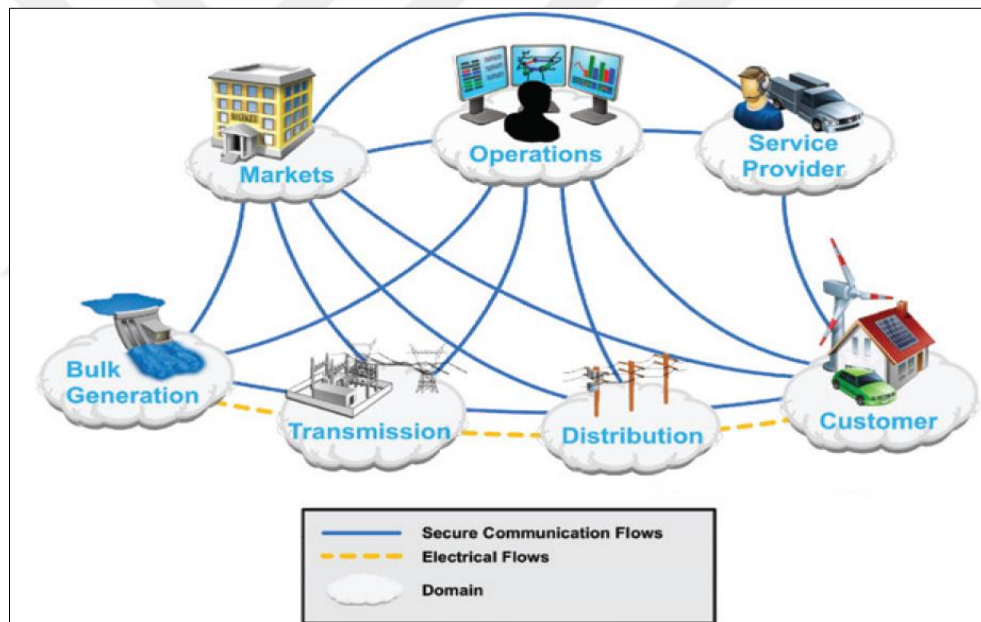 Markets
Operations
Service
Provider
Bulk
Generation
Transmission
Distribution
Customer
Secure Communication Flows
Electrical Flows
Domain